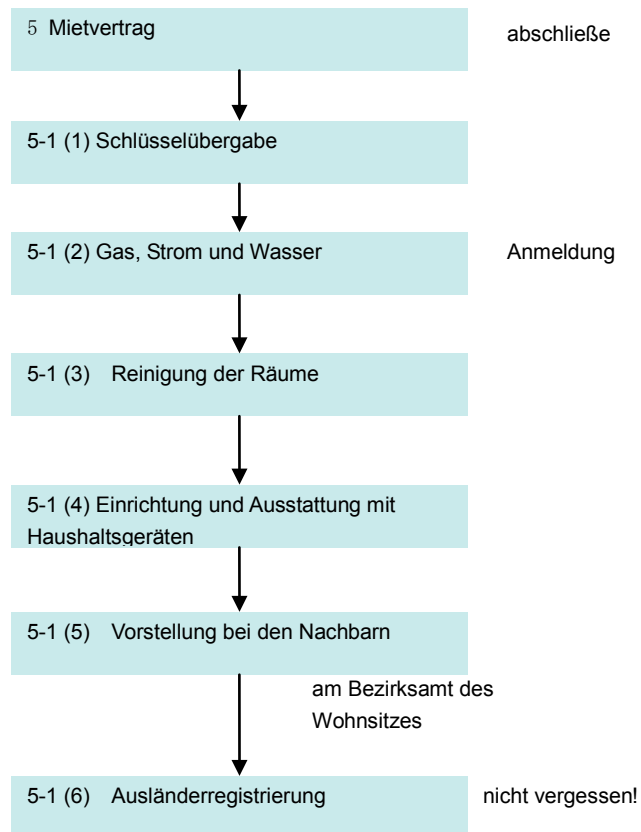 5 Mietvertrag
abschließe
5-1 (1) Schlüsselübergabe
5-1 (2) Gas, Strom und Wasser
Anmeldung
5-1 (3) Reinigung der Räume
5-1 (4) Einrichtung und Ausstattung mit
Haushaltsgeräten
5-1 (5) Vorstellung bei den Nachbarn
am Bezirksamt des
Wohnsitzes
5-1 (6) Ausländerregistrierung
nicht vergessen!